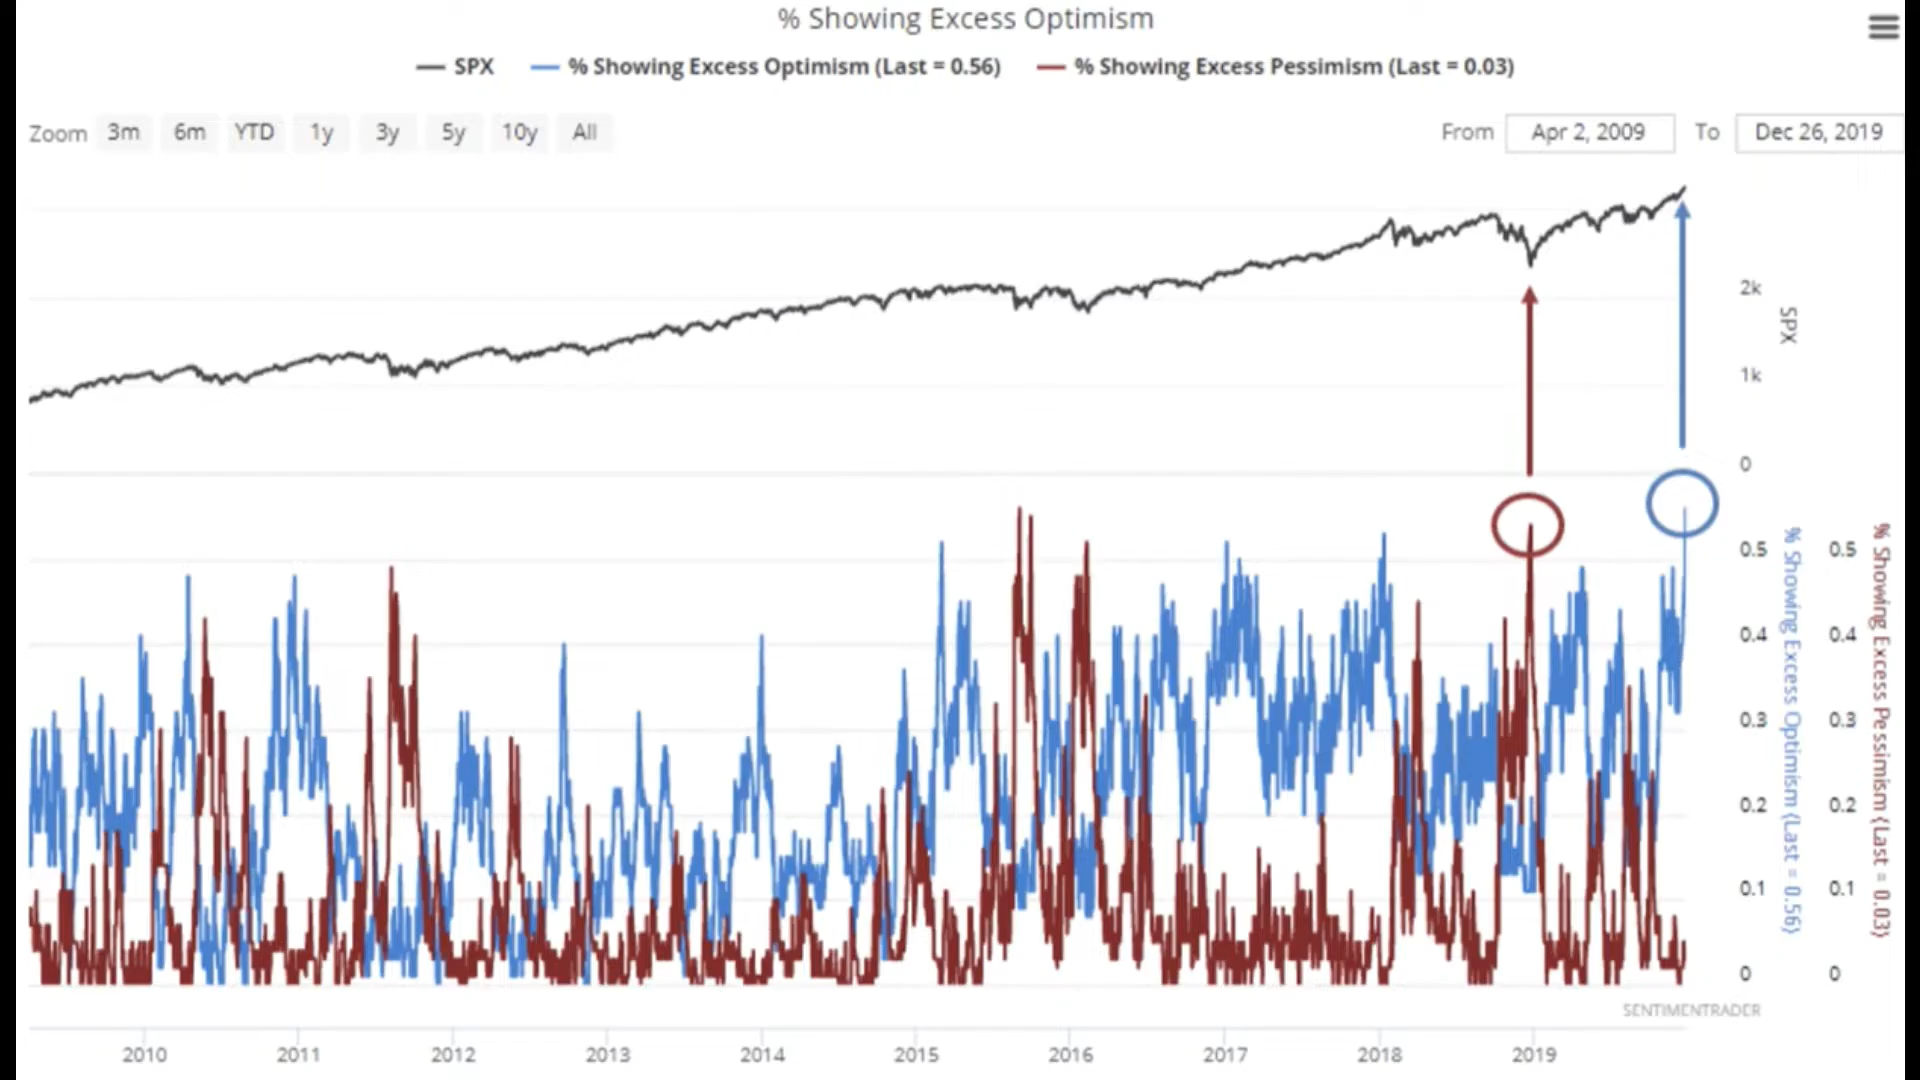 % Showing Excess Optimism
SPX % Showing Excess Optimism (Last = 0.56) % Showing Excess Pessimism (Last = 0.03)
Zoom 3m 6m YTD 1y 3y 5y 10y All From Apr 2, 2009 To Dec 26, 2019
2k
1k
0
SPX
0.5 0.5
0.4 0.4
0.3 0.3
0.2 0.2
0.1 0.1
0 0
% Showing Excess Optimism (Last = 0.56)
% Showing Excess Pessimism (Last = 0.03)
SENTIMENTRADER
2010 2011 2012 2013 2014 2015 2016 2017 2018 2019